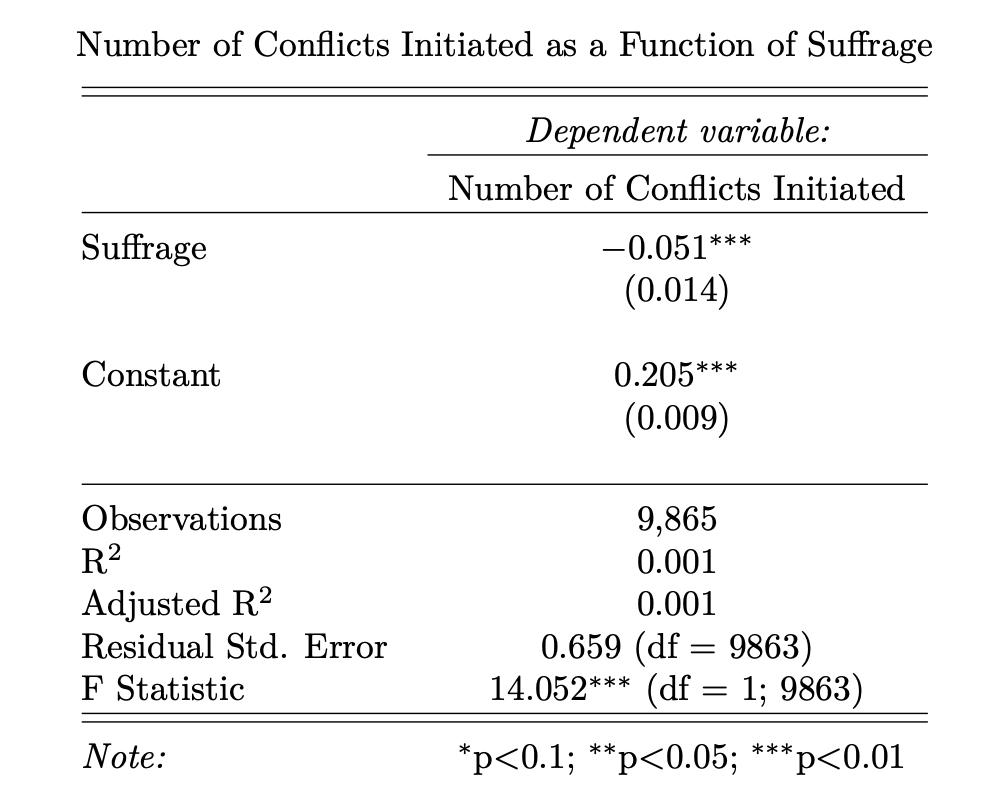 Number of Conflicts Initiated as a Function of Suffrage
Dependent variable:
Number of Conflicts Initiated
Suffrage −0.051***
(0.014)
Constant 0.205***
(0.009)
Observations 9,865
R² 0.001
Adjusted R² 0.001
Residual Std. Error 0.659 (df = 9863)
F Statistic 14.052*** (df = 1; 9863)
Note: *p<0.1; **p<0.05; ***p<0.01